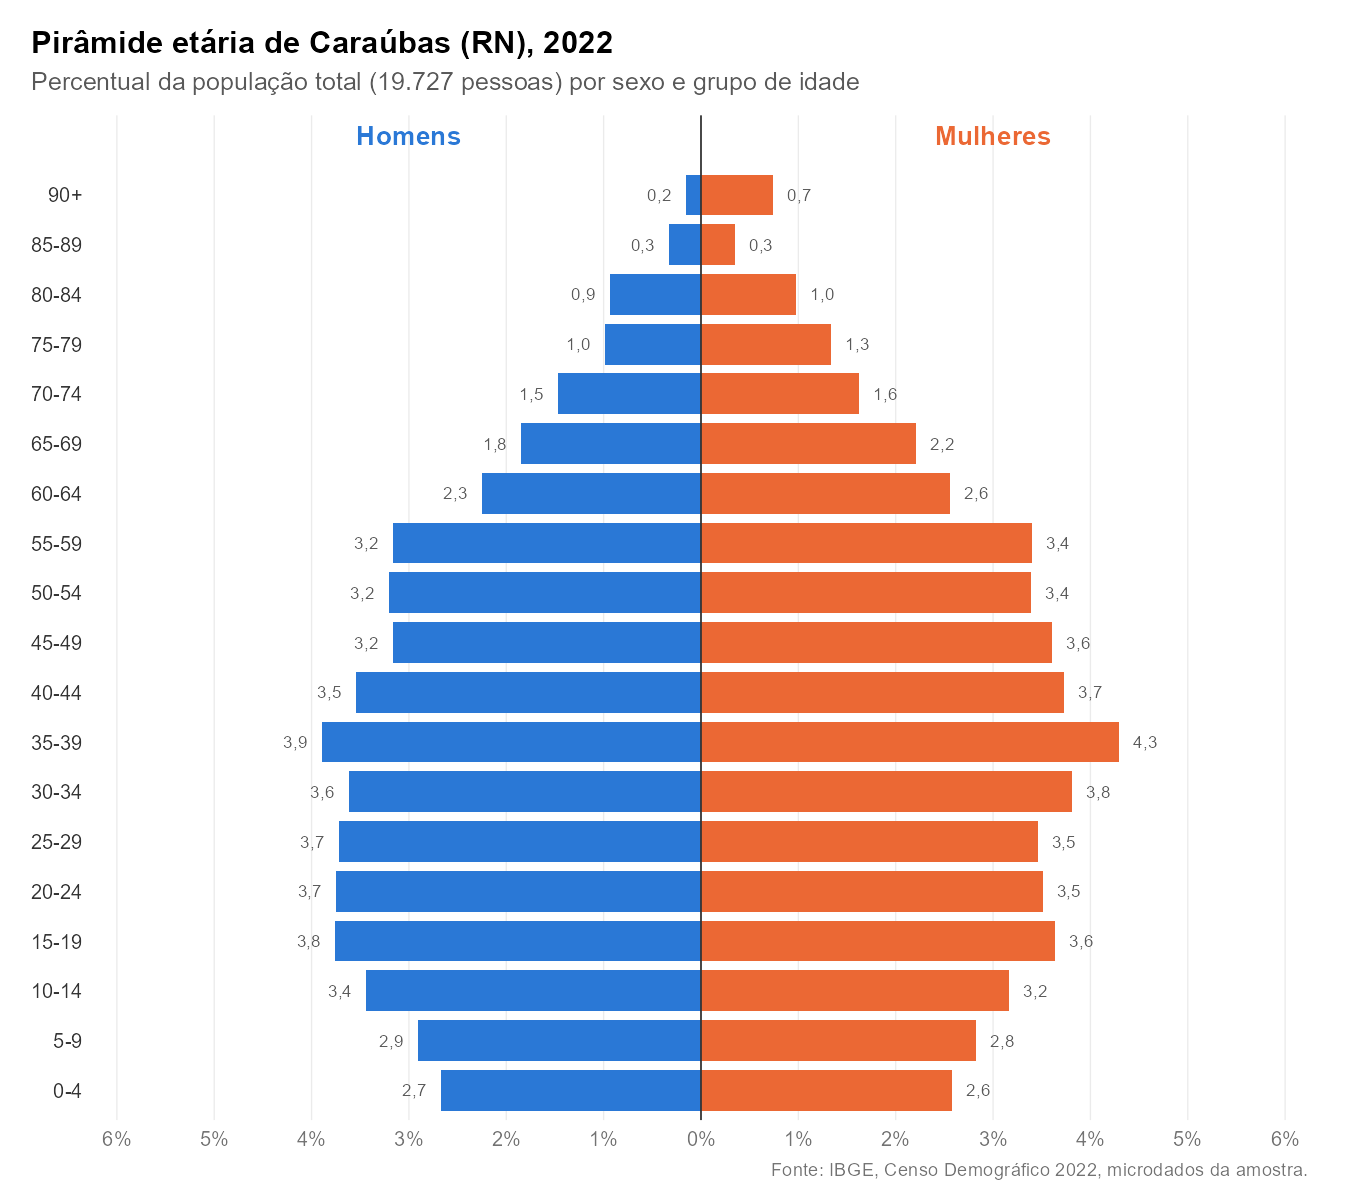 Pirâmide etária de Caraúbas (RN), 2022
Percentual da população total (19.727 pessoas) por sexo e grupo de idade
Homens Mulheres
90+ 0,2 0,7
85-89 0,3 0,3
80-84 0,9 1,0
75-79 1,0 1,3
70-74 1,5 1,6
65-69 1,8 2,2
60-64 2,3 2,6
55-59 3,2 3,4
50-54 3,2 3,4
45-49 3,2 3,6
40-44 3,5 3,7
35-39 3,9 4,3
30-34 3,6 3,8
25-29 3,7 3,5
20-24 3,7 3,5
15-19 3,8 3,6
10-14 3,4 3,2
5-9 2,9 2,8
0-4 2,7 2,6
6% 5% 4% 3% 2% 1% 0% 1% 2% 3% 4% 5% 6%
Fonte: IBGE, Censo Demográfico 2022, microdados da amostra.